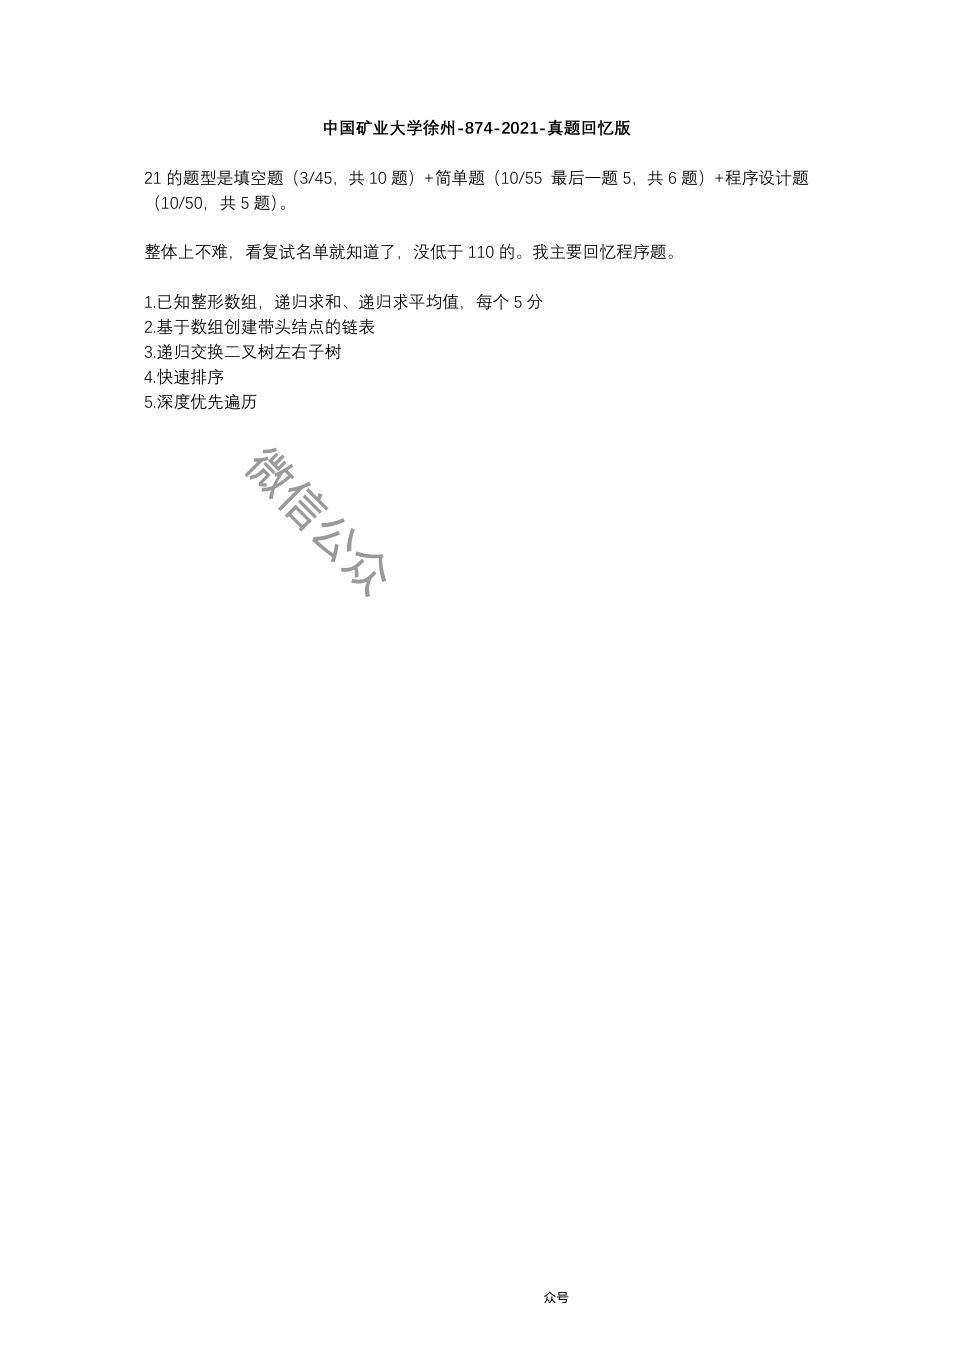 中国矿业大学徐州-874-2021-真题回忆版
21 的题型是填空题（3/45，共 10 题）+简单题（10/55 最后一题 5，共 6 题）+程序设计题
（10/50，共 5 题）。
整体上不难，看复试名单就知道了，没低于 110 的。我主要回忆程序题。
1.已知整形数组，递归求和、递归求平均值，每个 5 分
2.基于数组创建带头结点的链表
3.递归交换二叉树左右子树
4.快速排序
5.深度优先遍历
微信公众
众号